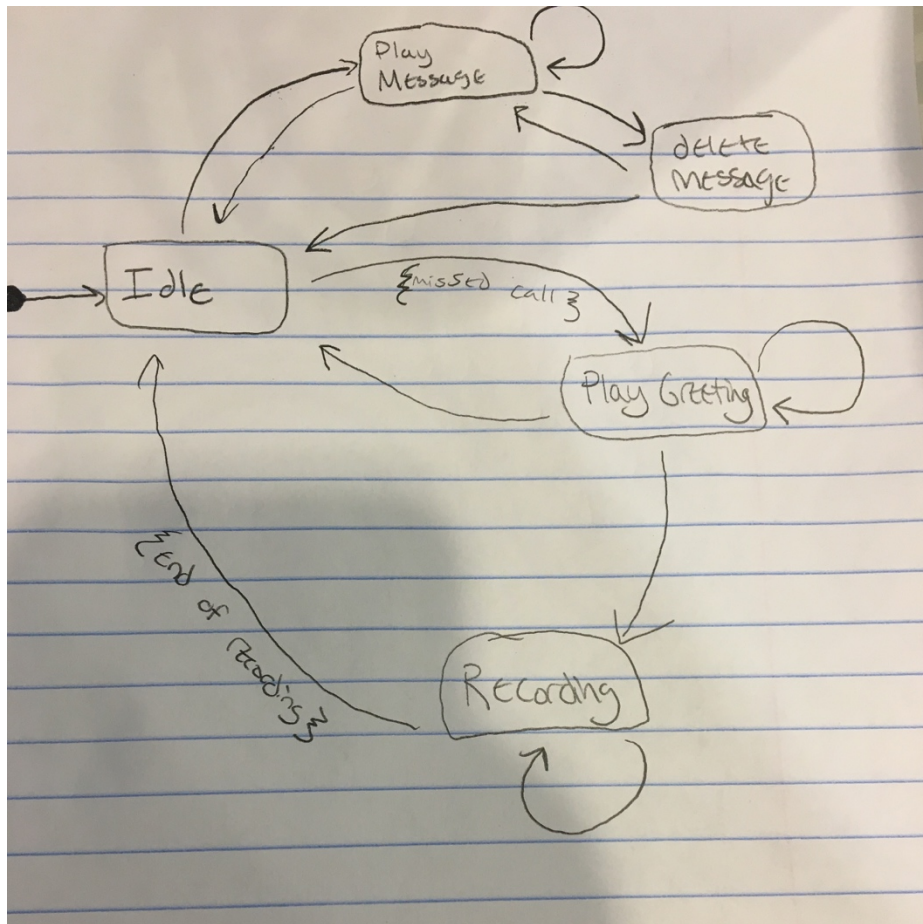 Play
Message
delete
Message
Idle
{missed call}
Play Greeting
{End of recording}
Recording